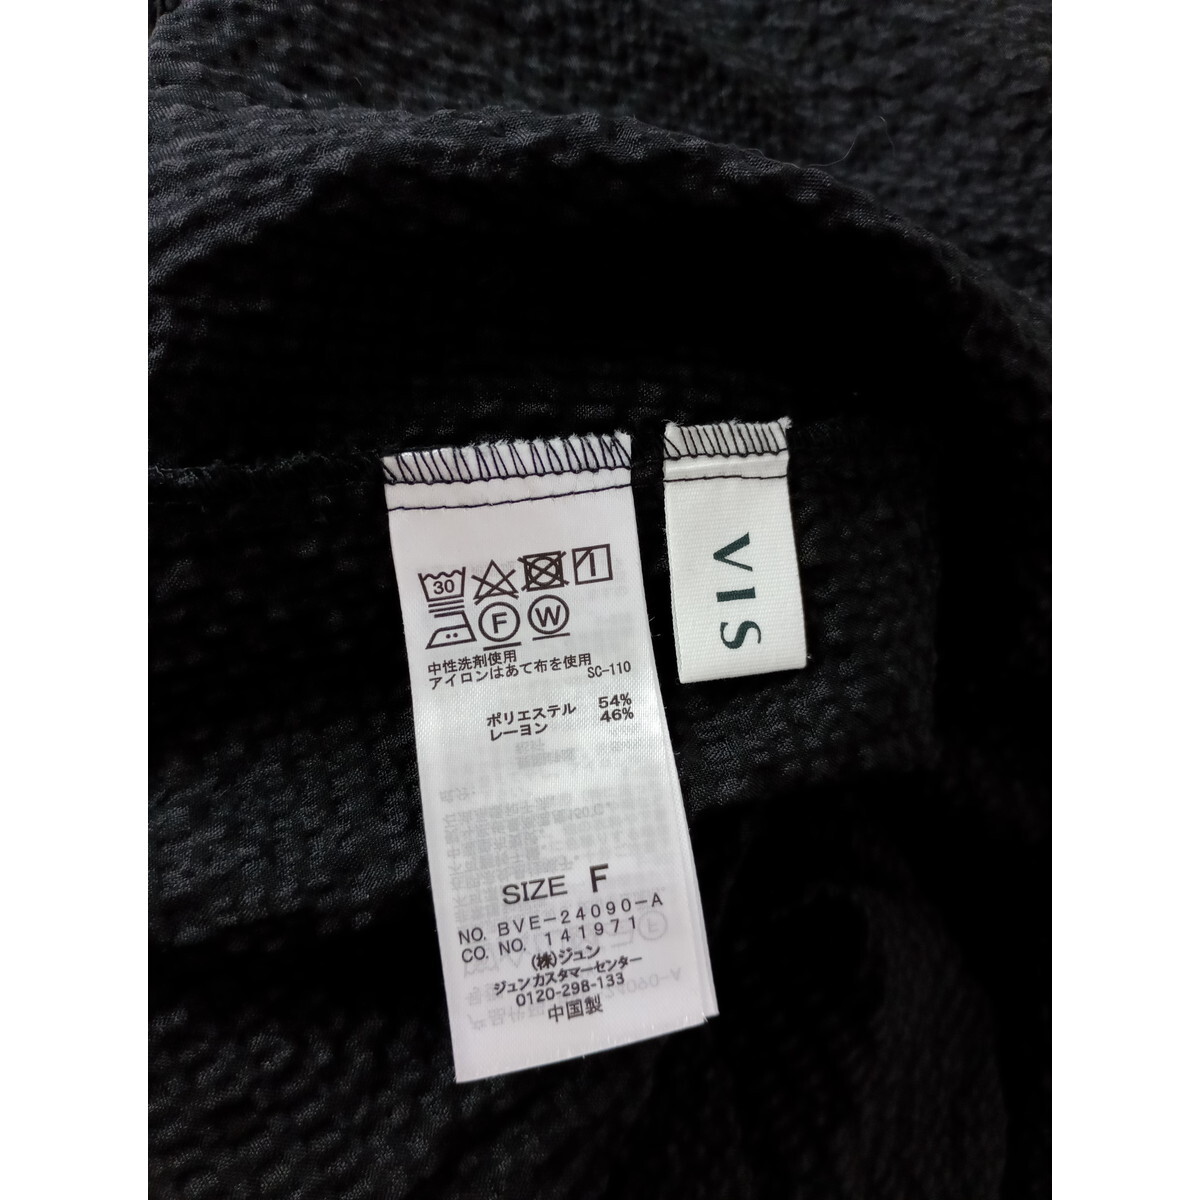 30
F W
中性洗剤使用
アイロンはあて布を使用 SC-110
ポリエステル 54%
レーヨン 46%
SIZE F
NO. BVE-24090-A
CO. NO. 141971
(株)ジュン
ジュンカスタマーセンター
0120-298-133
中国製
VIS